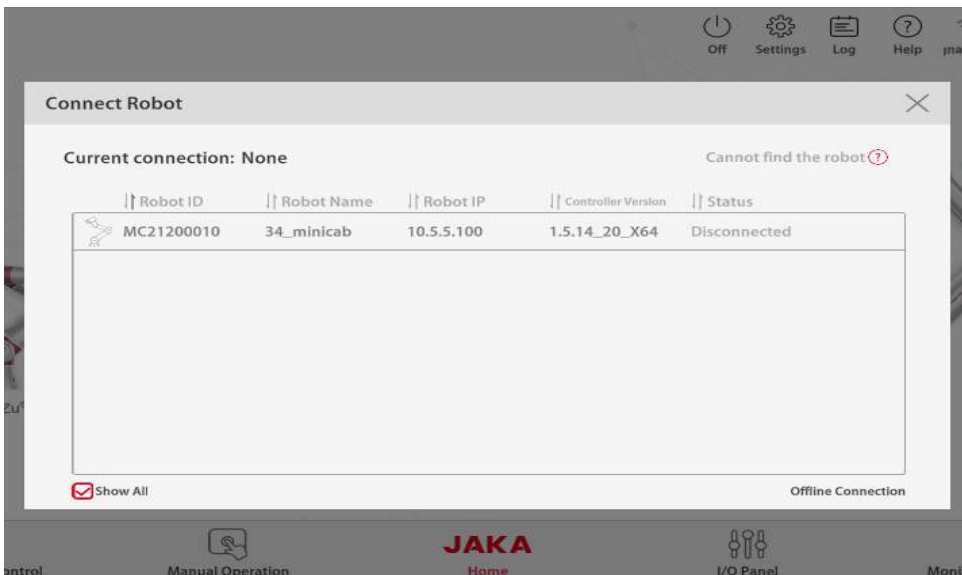 Off Settings Log Help
Connect Robot
Current connection: None Cannot find the robot ?
Robot ID Robot Name Robot IP Controller Version Status
MC21200010 34_minicab 10.5.5.100 1.5.14_20_X64 Disconnected
Show All Offline Connection
JAKA
Manual Operation Home I/O Panel